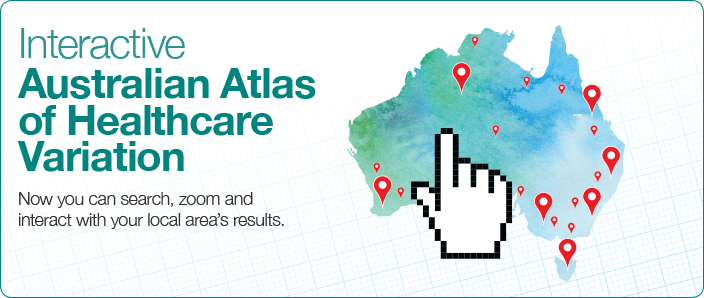 Interactive
Australian Atlas
of Healthcare
Variation
Now you can search, zoom and
interact with your local area's results.